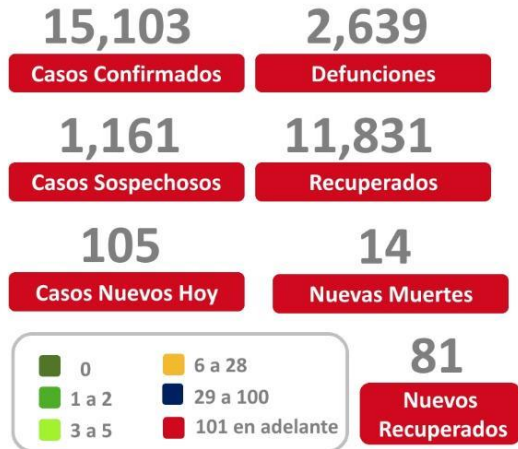 15,103
Casos Confirmados
2,639
Defunciones
1,161
Casos Sospechosos
11,831
Recuperados
105
Casos Nuevos Hoy
14
Nuevas Muertes
0
1 a 2
3 a 5
6 a 28
29 a 100
101 en adelante
81
Nuevos
Recuperados